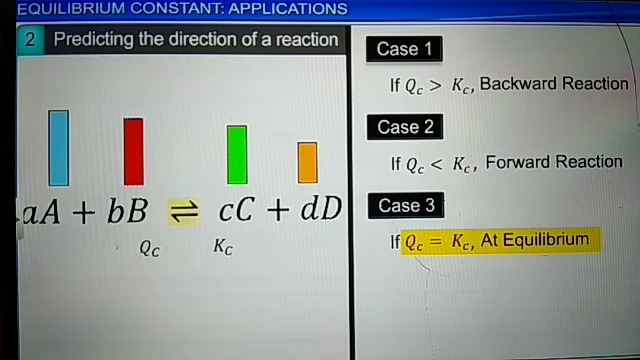 EQUILIBRIUM CONSTANT: APPLICATIONS
2 Predicting the direction of a reaction
aA + bB ⇌ cC + dD
Qc Kc
Case 1
If Qc > Kc, Backward Reaction
Case 2
If Qc < Kc, Forward Reaction
Case 3
If Qc = Kc, At Equilibrium